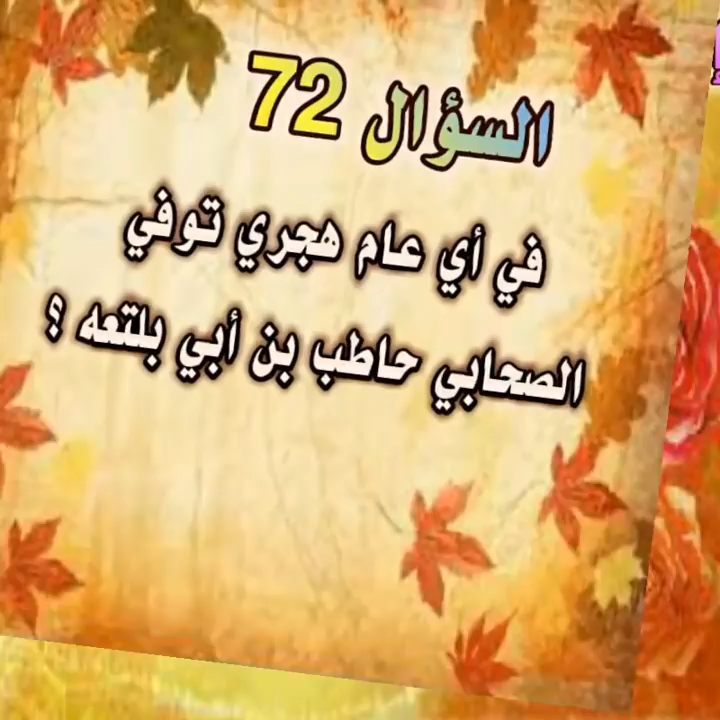 السؤال 72
في أي عام هجري توفي
الصحابي حاطب بن أبي بلتعه ؟